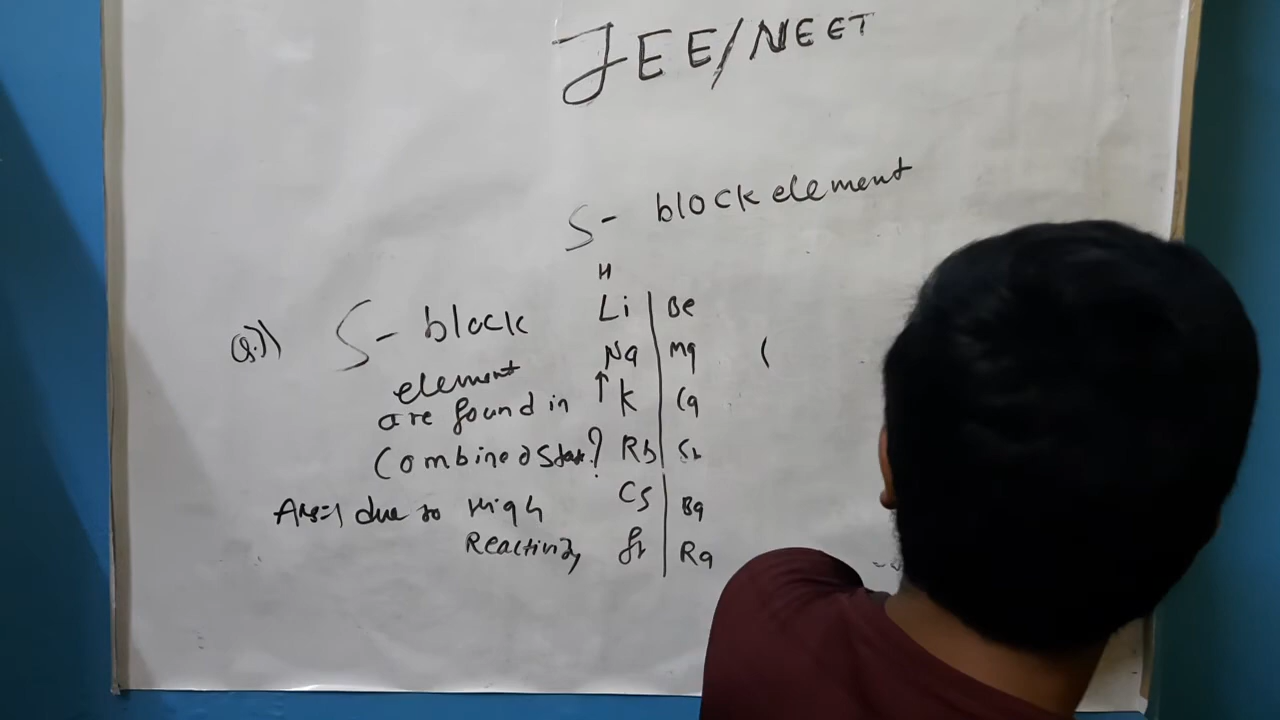 JEE/NEET
S- block element
H
Li | Be
Na | Mg (
↑ K | Ca
Rb | Sr
Cs | Ba
fr | Ra
Q.1) S- block
element
are found in
Combined State?
Ans=) due to High